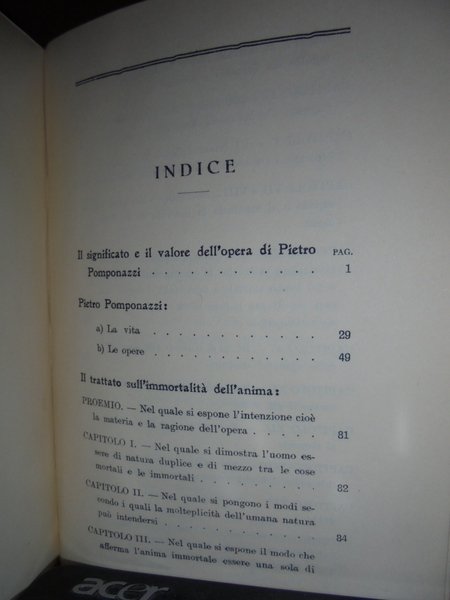 INDICE
Il significato e il valore dell'opera di Pietro PAG.
Pomponazzi . . . . . . . . . . . 1
Pietro Pomponazzi:
a) La vita . . . . . . . . . . . 29
b) Le opere . . . . . . . . . . . 49
Il trattato sull'immortalità dell'anima:
PROEMIO. — Nel quale si espone l'intenzione cioè
la materia e la ragione dell'opera . . . . . . 81
CAPITOLO I. — Nel quale si dimostra l'uomo es-
sere di natura duplice e di mezzo tra le cose
mortali e le immortali . . . . . . . . 82
CAPITOLO II. — Nel quale si pongono i modi se-
condo i quali la molteplicità dell'umana natura
può intendersi . . . . . . . . . . 84
CAPITOLO III. — Nel quale si espone il modo che
afferma l'anima immortale essere una sola di
acer